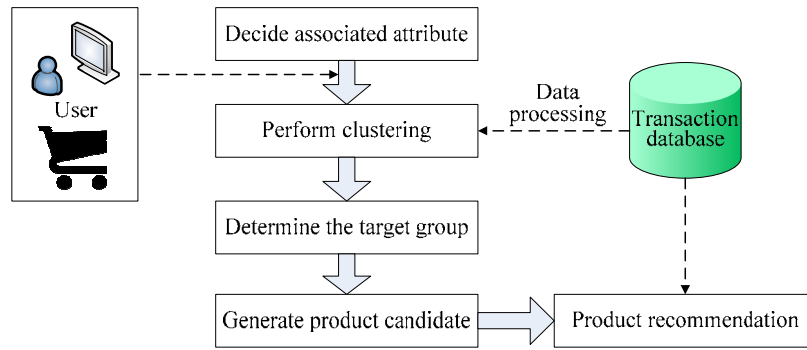 Decide associated attribute
User
Data
processing
Transaction
database
Perform clustering
Determine the target group
Generate product candidate
Product recommendation